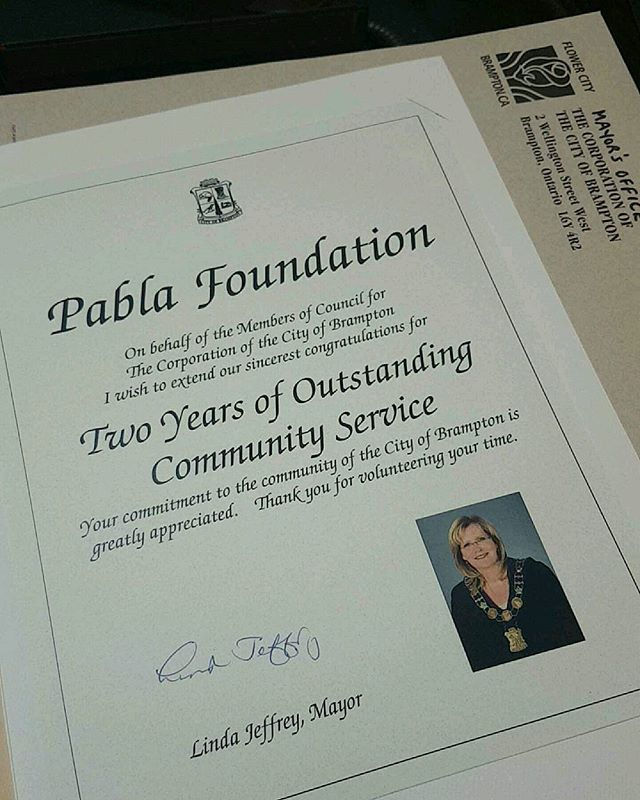 FLOWER CITY
BRAMPTON.CA
MAYOR'S OFFICE
THE CORPORATION OF
THE CITY OF BRAMPTON
2 Wellington Street West
Brampton, Ontario L6Y 4R2
Pabla Foundation
On behalf of the Members of Council for
The Corporation of the City of Brampton
I wish to extend our sincerest congratulations for
Two Years of Outstanding
Community Service
Your commitment to the community of the City of Brampton is
greatly appreciated. Thank you for volunteering your time.
Linda Jeffrey
Linda Jeffrey, Mayor